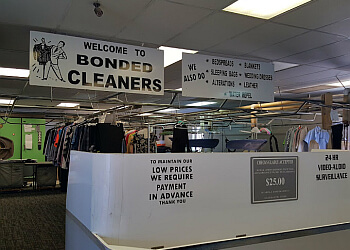 WELCOME TO
BONDED
CLEANERS
WE
ALSO DO
• BEDSPREADS • BLANKETS
• SLEEPING BAGS • WEDDING DRESSES
• ALTERATIONS • LEATHER
TO MAINTAIN OUR
LOW PRICES
WE REQUIRE
PAYMENT
IN ADVANCE
THANK YOU
$25.00
24 HR
VIDEO-AUDIO
SURVEILLANCE